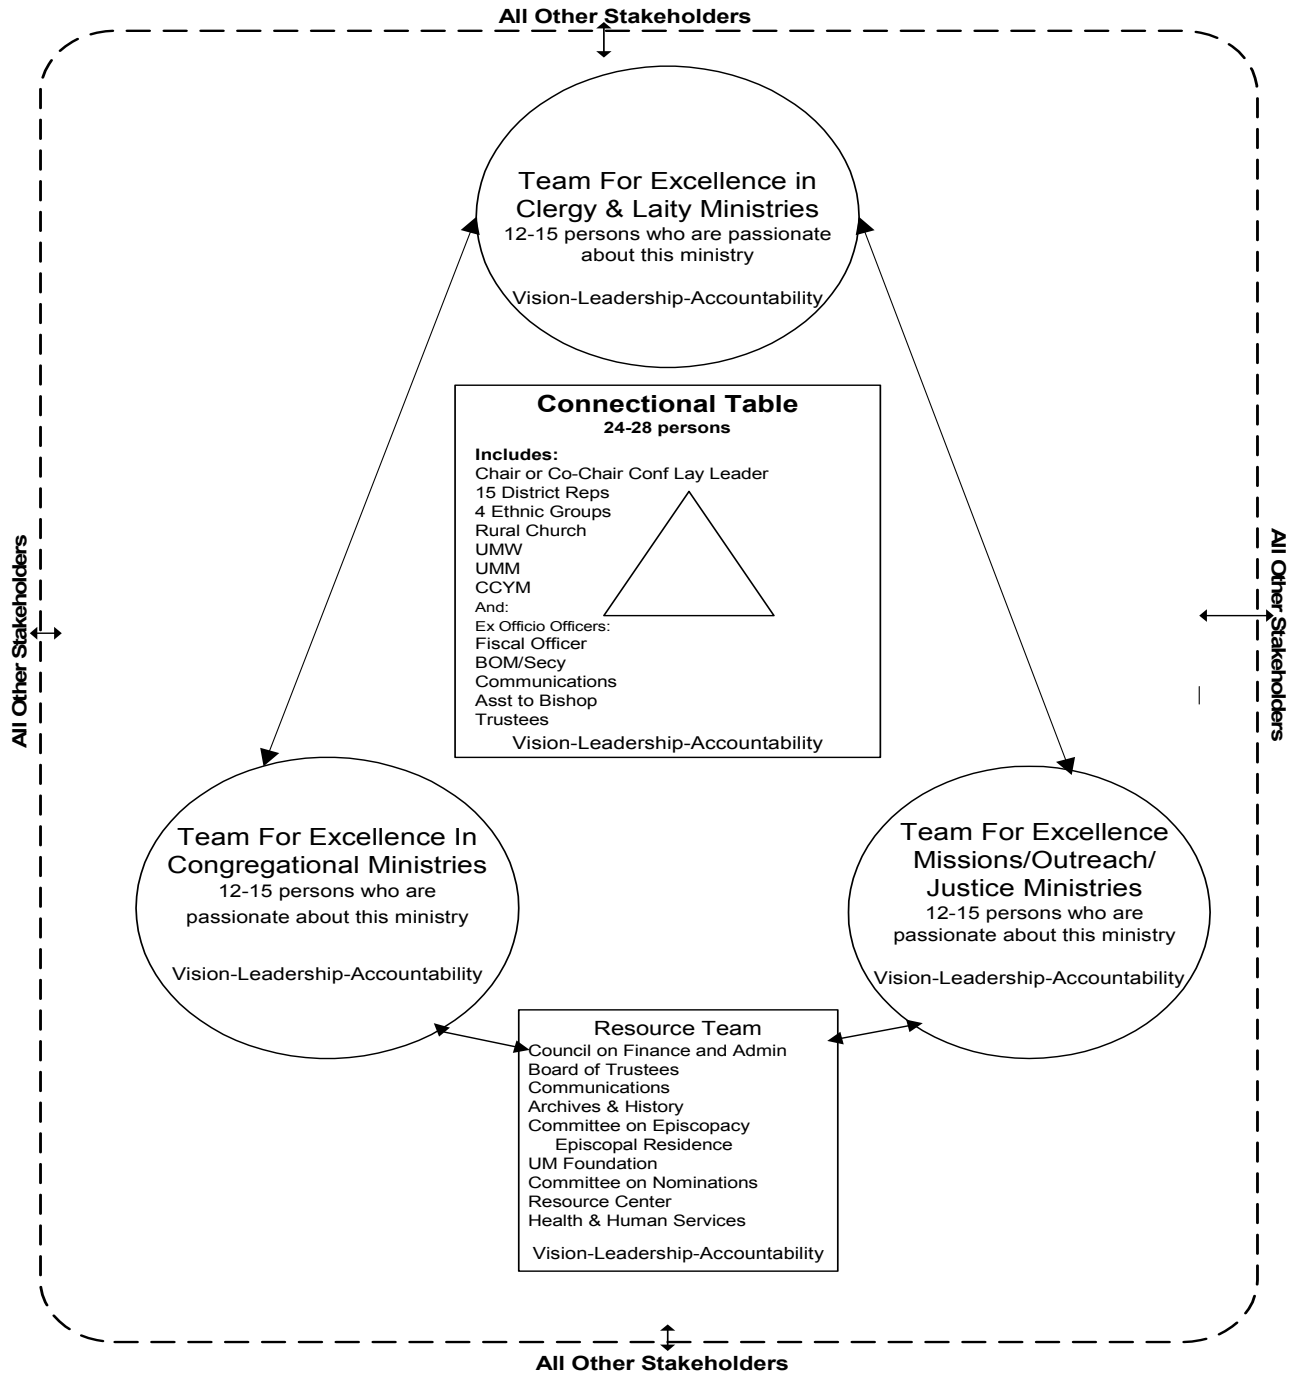 All Other Stakeholders
Team For Excellence in
Clergy & Laity Ministries
12-15 persons who are passionate
about this ministry
Vision-Leadership-Accountability
Connectional Table
24-28 persons
Includes:
Chair or Co-Chair Conf Lay Leader
15 District Reps
4 Ethnic Groups
Rural Church
UMW
UMM
CCYM
And:
Ex Officio Officers:
Fiscal Officer
BOM/Secy
Communications
Asst to Bishop
Trustees
Vision-Leadership-Accountability
All Other Stakeholders
All Other Stakeholders
Team For Excellence In
Congregational Ministries
12-15 persons who are
passionate about this ministry
Vision-Leadership-Accountability
Team For Excellence
Missions/Outreach/
Justice Ministries
12-15 persons who are
passionate about this ministry
Vision-Leadership-Accountability
Resource Team
Council on Finance and Admin
Board of Trustees
Communications
Archives & History
Committee on Episcopacy
Episcopal Residence
UM Foundation
Committee on Nominations
Resource Center
Health & Human Services
Vision-Leadership-Accountability
All Other Stakeholders